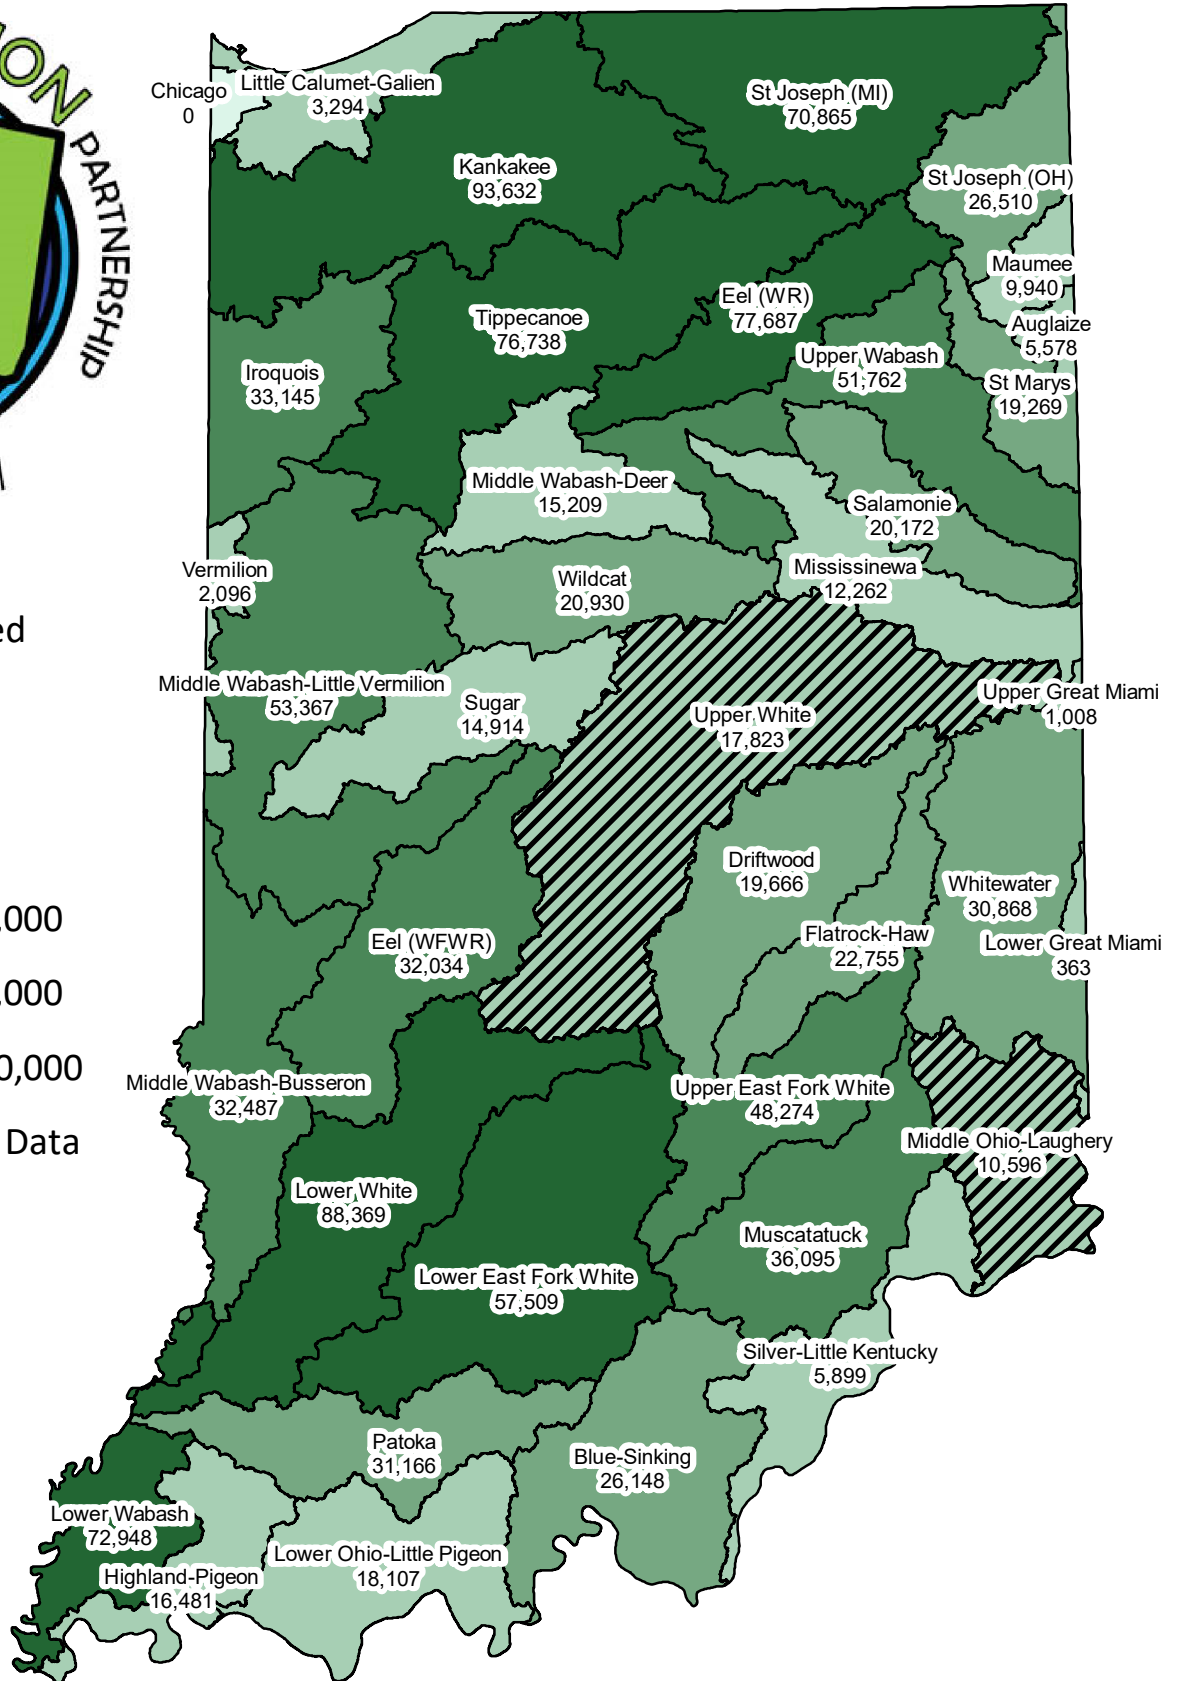 ION PARTNERSHIP
Chicago
0
Little Calumet-Galien
3,294
St Joseph (MI)
70,865
Kankakee
93,632
St Joseph (OH)
26,510
Maumee
9,940
Eel (WR)
77,687
Tippecanoe
76,738
Auglaize
5,578
Upper Wabash
51,762
Iroquois
33,145
St Marys
19,269
Middle Wabash-Deer
15,209
Salamonie
20,172
Vermilion
2,096
Wildcat
20,930
Mississinewa
12,262
ed
Middle Wabash-Little Vermilion
53,367
Sugar
14,914
Upper White
17,823
Upper Great Miami
1,008
Driftwood
19,666
Whitewater
30,868
,000
Eel (WFWR)
32,034
Flatrock-Haw
22,755
Lower Great Miami
363
,000
0,000
Middle Wabash-Busseron
32,487
Upper East Fork White
48,274
Data
Middle Ohio-Laughery
10,596
Lower White
88,369
Muscatatuck
36,095
Lower East Fork White
57,509
Silver-Little Kentucky
5,899
Patoka
31,166
Blue-Sinking
26,148
Lower Wabash
72,948
Lower Ohio-Little Pigeon
18,107
Highland-Pigeon
16,481